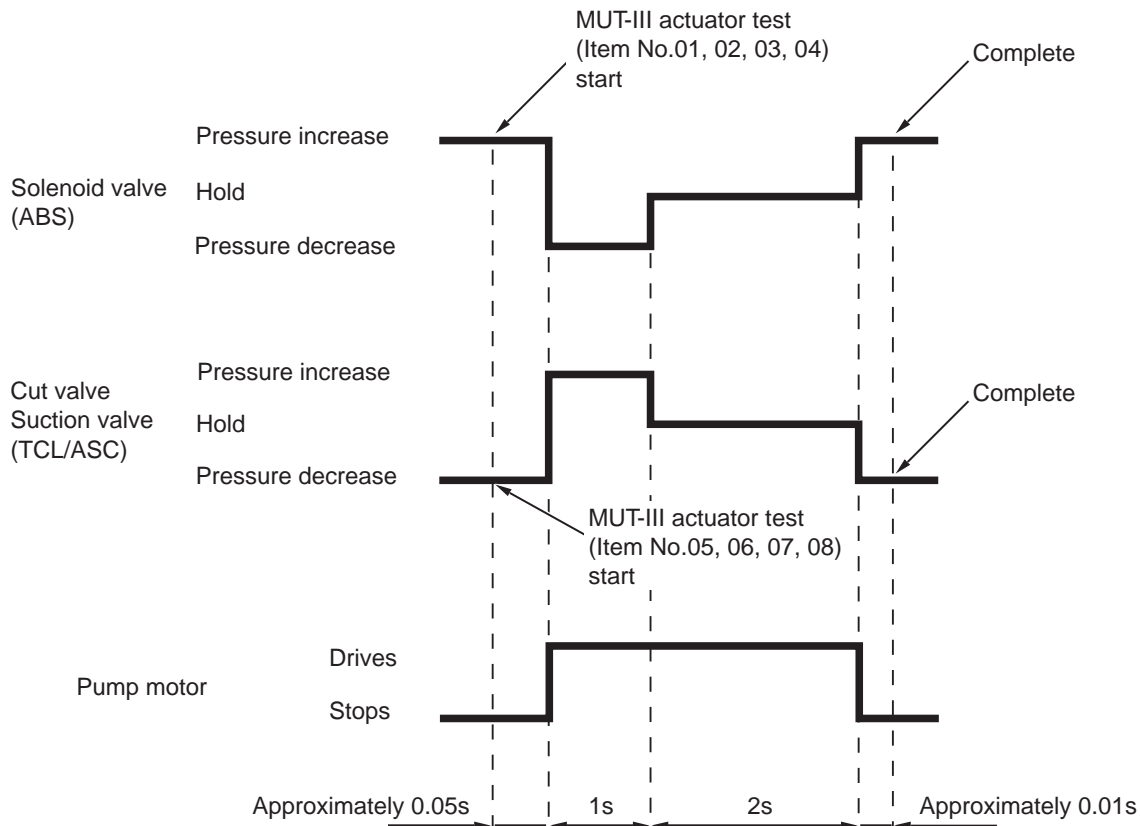 MUT-III actuator test
(Item No.01, 02, 03, 04)
start
Complete
Pressure increase
Solenoid valve
(ABS)
Hold
Pressure decrease
Pressure increase
Cut valve
Suction valve
(TCL/ASC)
Hold
Complete
Pressure decrease
MUT-III actuator test
(Item No.05, 06, 07, 08)
start
Drives
Pump motor
Stops
Approximately 0.05s
1s
2s
Approximately 0.01s